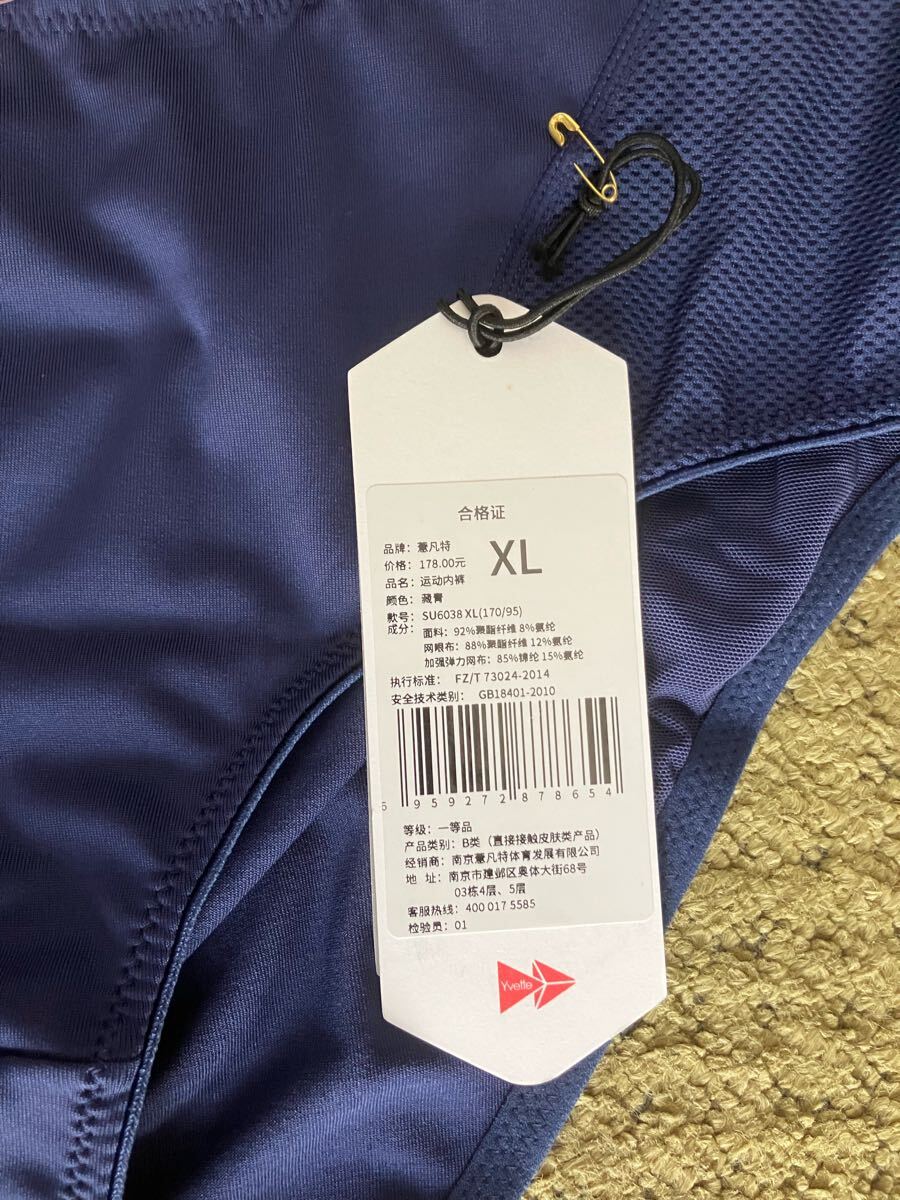 合格证
品牌：薏凡特
XL
价格：178.00元
品名：运动内裤
颜色：藏青
款号：SU6038 XL(170/95)
成分：面料：92%聚酯纤维 8%氨纶
网眼布：88%聚酯纤维 12%氨纶
加强弹力网布：85%锦纶 15%氨纶
执行标准：FZ/T 73024-2014
安全技术类别：GB18401-2010
6 959272 878654
等级：一等品
产品类别：B类（直接接触皮肤类产品）
经销商：南京薏凡特体育发展有限公司
地 址：南京市建邺区奥体大街68号
03栋4层、5层
客服热线：400 017 5585
检验员：01
Yvette